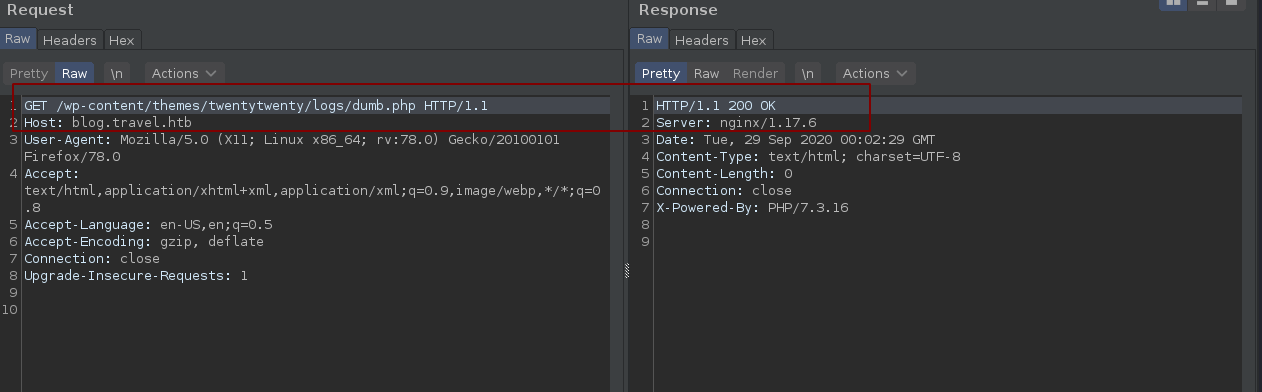 Request
Raw Headers Hex
Pretty Raw \n Actions
1 GET /wp-content/themes/twentytwenty/logs/dumb.php HTTP/1.1
2 Host: blog.travel.htb
3 User-Agent: Mozilla/5.0 (X11; Linux x86_64; rv:78.0) Gecko/20100101
Firefox/78.0
4 Accept:
text/html,application/xhtml+xml,application/xml;q=0.9,image/webp,*/*;q=0
.8
5 Accept-Language: en-US,en;q=0.5
6 Accept-Encoding: gzip, deflate
7 Connection: close
8 Upgrade-Insecure-Requests: 1
9
10
Response
Raw Headers Hex
Pretty Raw Render \n Actions
1 HTTP/1.1 200 OK
2 Server: nginx/1.17.6
3 Date: Tue, 29 Sep 2020 00:02:29 GMT
4 Content-Type: text/html; charset=UTF-8
5 Content-Length: 0
6 Connection: close
7 X-Powered-By: PHP/7.3.16
8
9